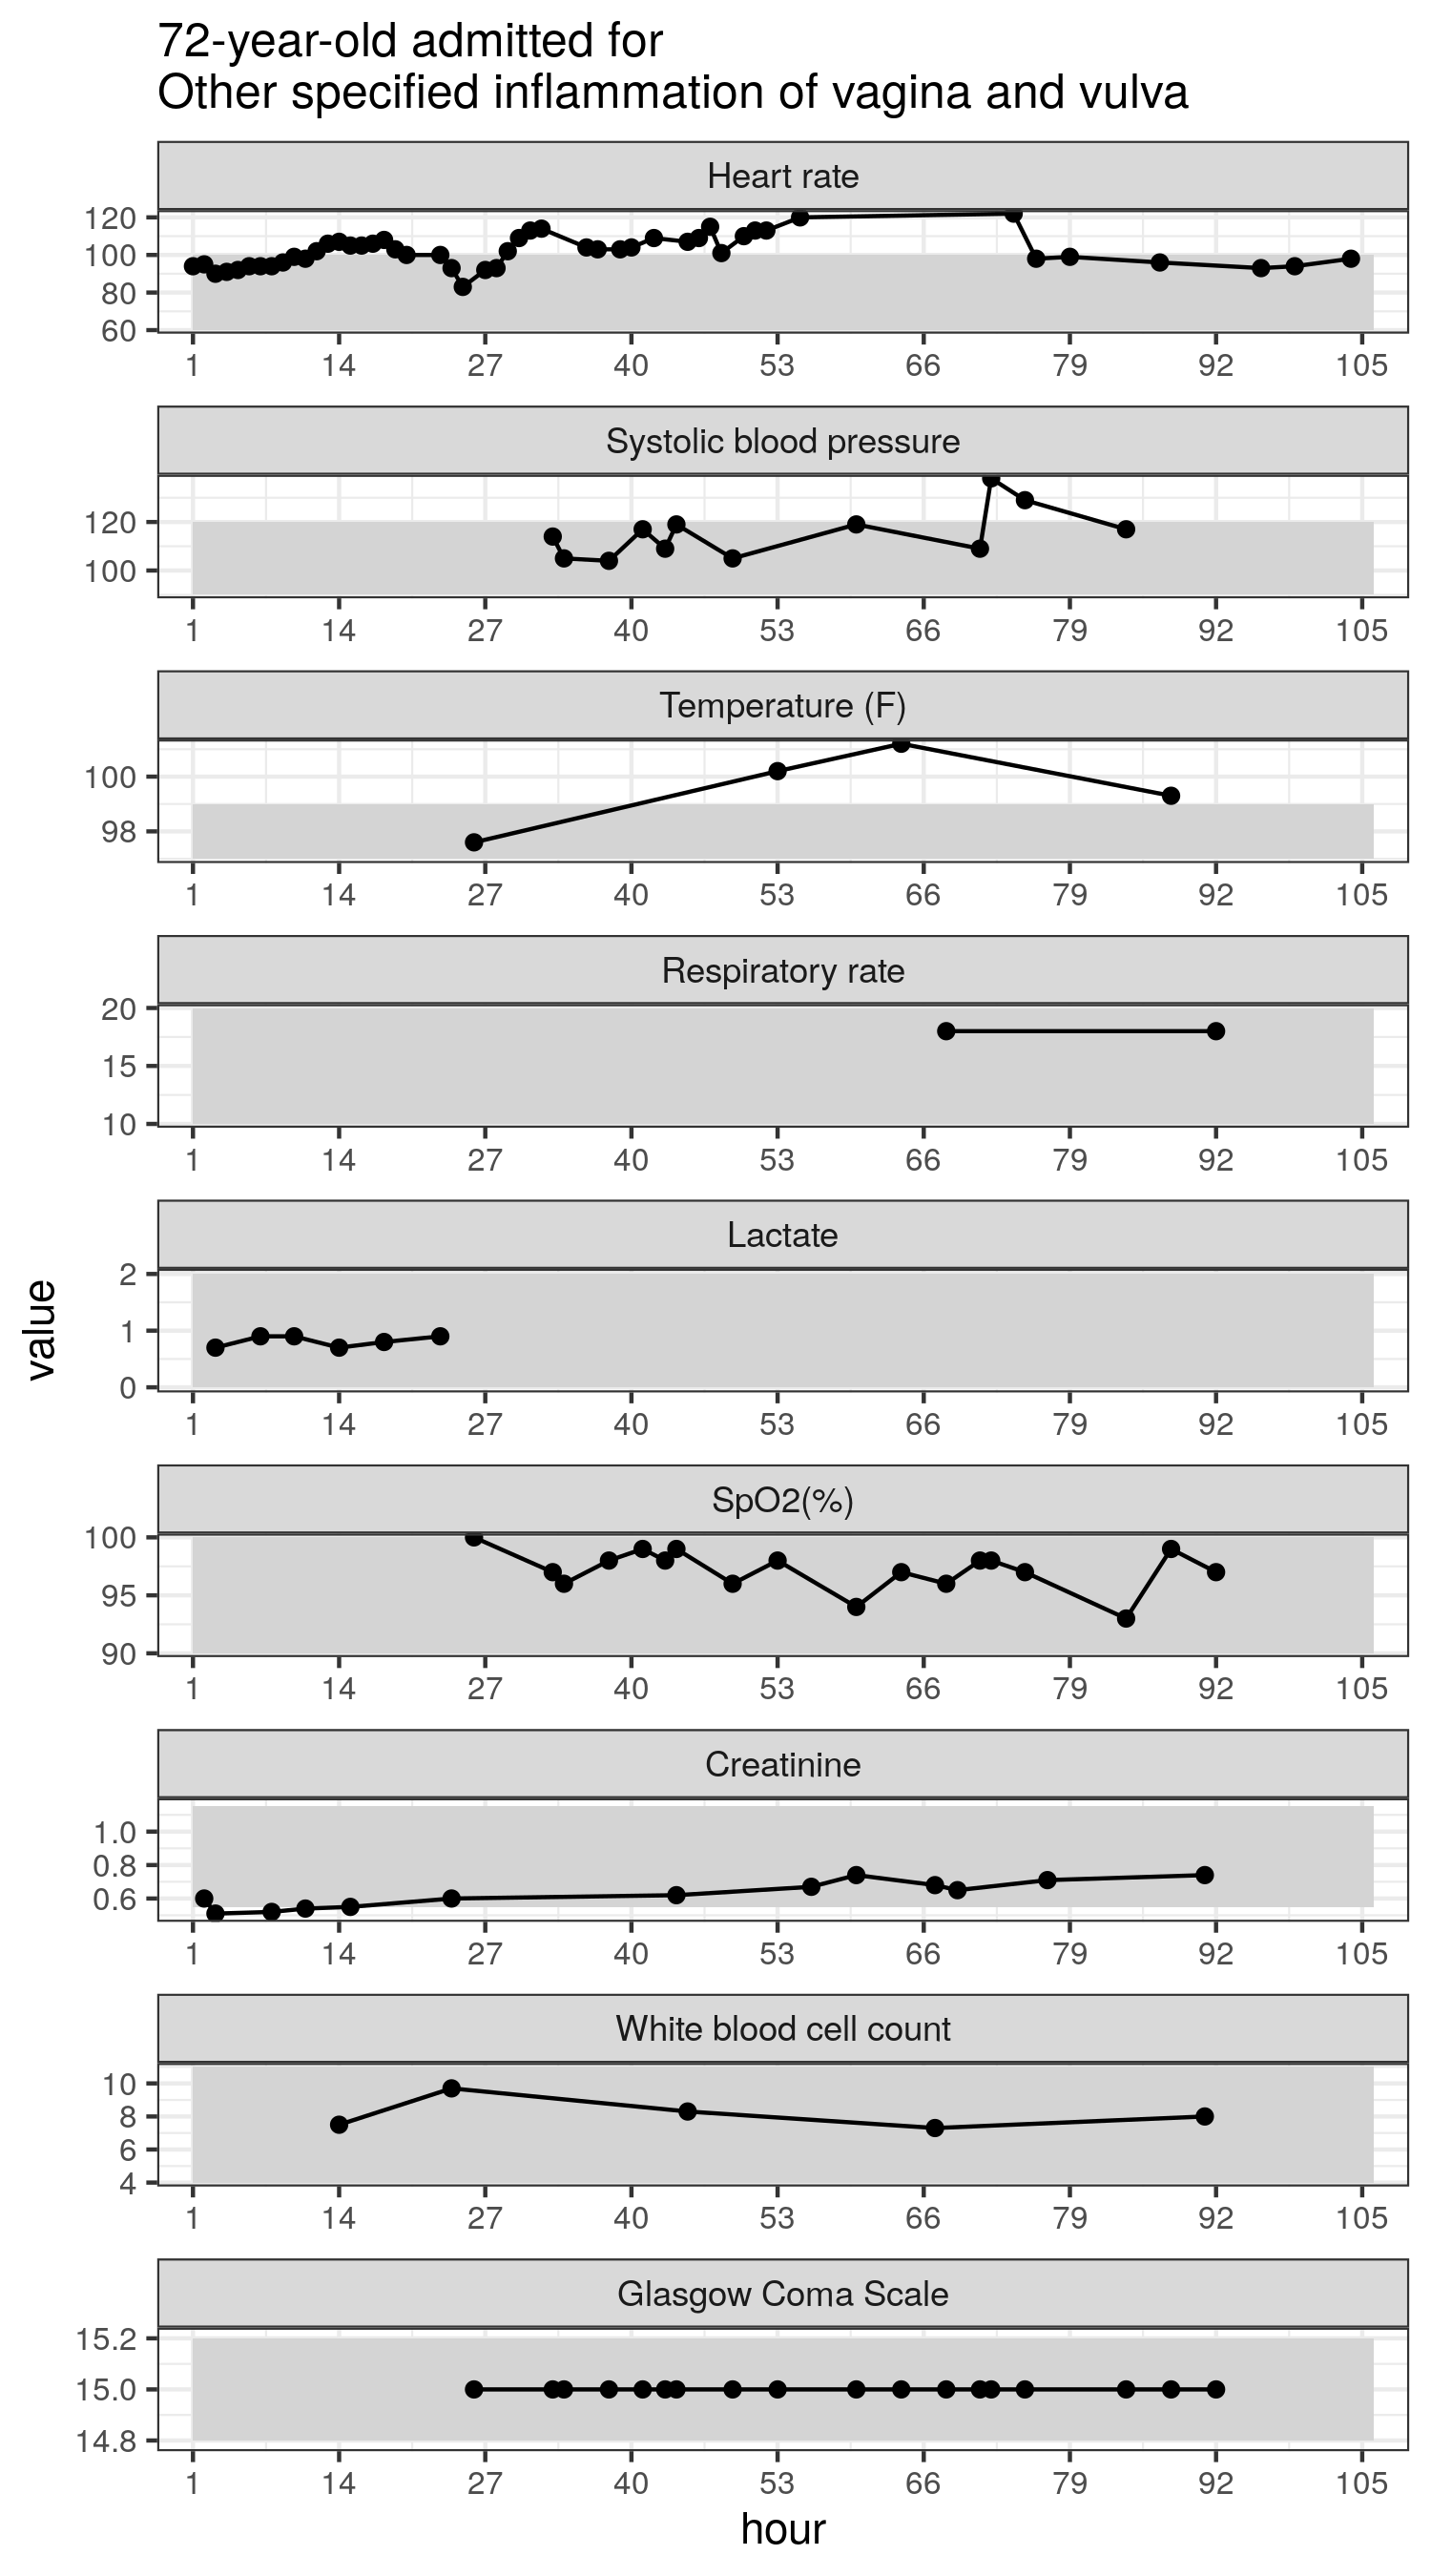 72-year-old admitted for
Other specified inflammation of vagina and vulva
Heart rate
120
100
80
60
1 14 27 40 53 66 79 92 105
Systolic blood pressure
120
100
1 14 27 40 53 66 79 92 105
Temperature (F)
100
98
1 14 27 40 53 66 79 92 105
Respiratory rate
20
15
10
1 14 27 40 53 66 79 92 105
Lactate
2
1
0
1 14 27 40 53 66 79 92 105
value
SpO2(%)
100
95
90
1 14 27 40 53 66 79 92 105
Creatinine
1.0
0.8
0.6
1 14 27 40 53 66 79 92 105
White blood cell count
10
8
6
4
1 14 27 40 53 66 79 92 105
Glasgow Coma Scale
15.2
15.0
14.8
1 14 27 40 53 66 79 92 105
hour